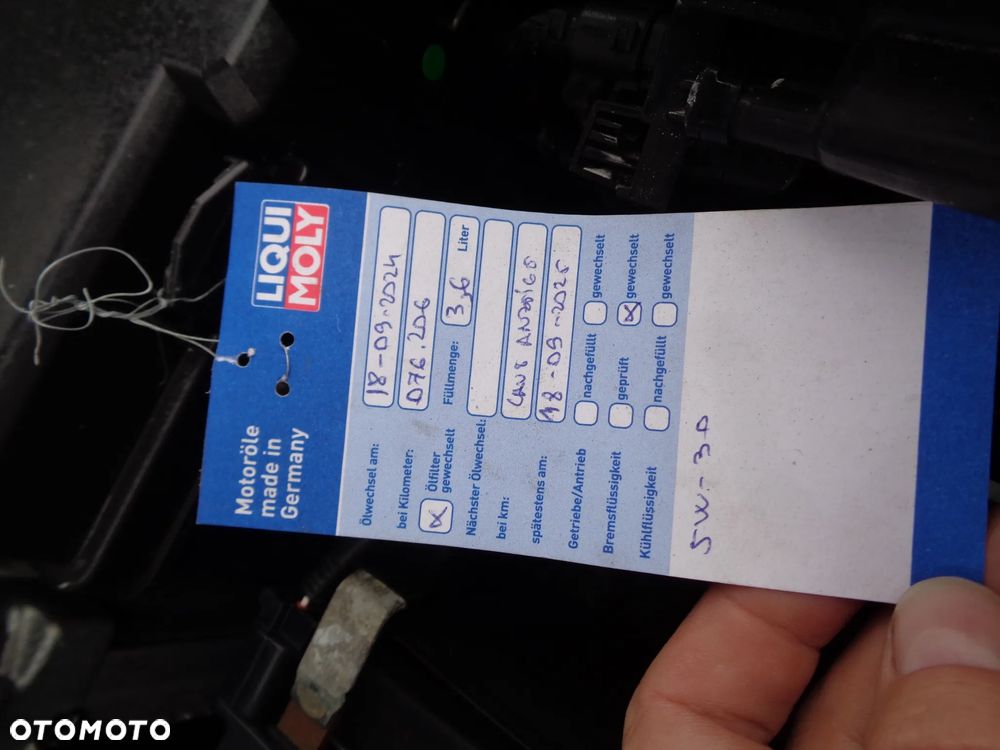 LIQUI
MOLY
Motoröle
made in
Germany
Ölwechsel am: 18-09-2024
bei Kilometer: 076.206
Ölfilter
gewechselt
Füllmenge: 3,6 Liter
Nächster Ölwechsel:
bei km:
spätestens am: 18-09-2025
Getriebe/Antrieb nachgefüllt gewechselt
Bremsflüssigkeit geprüft gewechselt
Kühlflüssigkeit nachgefüllt gewechselt
5W-30
OTOMOTO